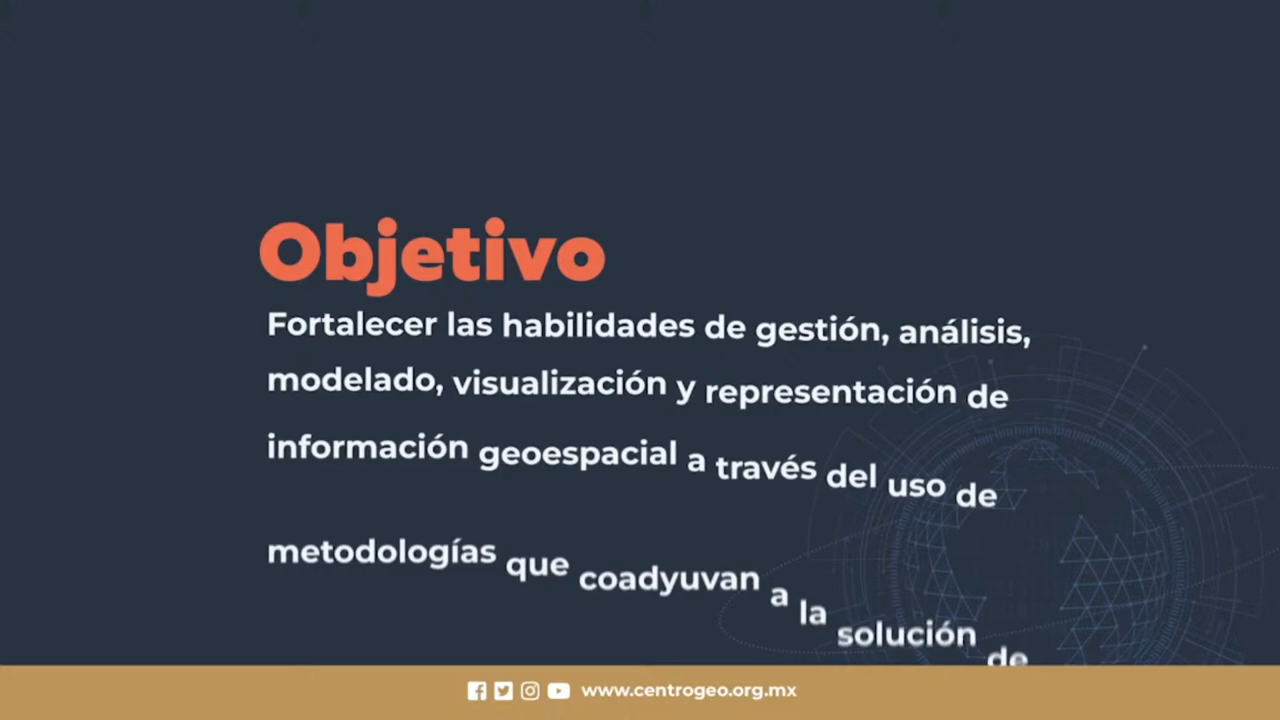 Objetivo
Fortalecer las habilidades de gestión, análisis,
modelado, visualización y representación de
información geoespacial a través del uso de
metodologías que coadyuvan a la solución de
www.centrogeo.org.mx